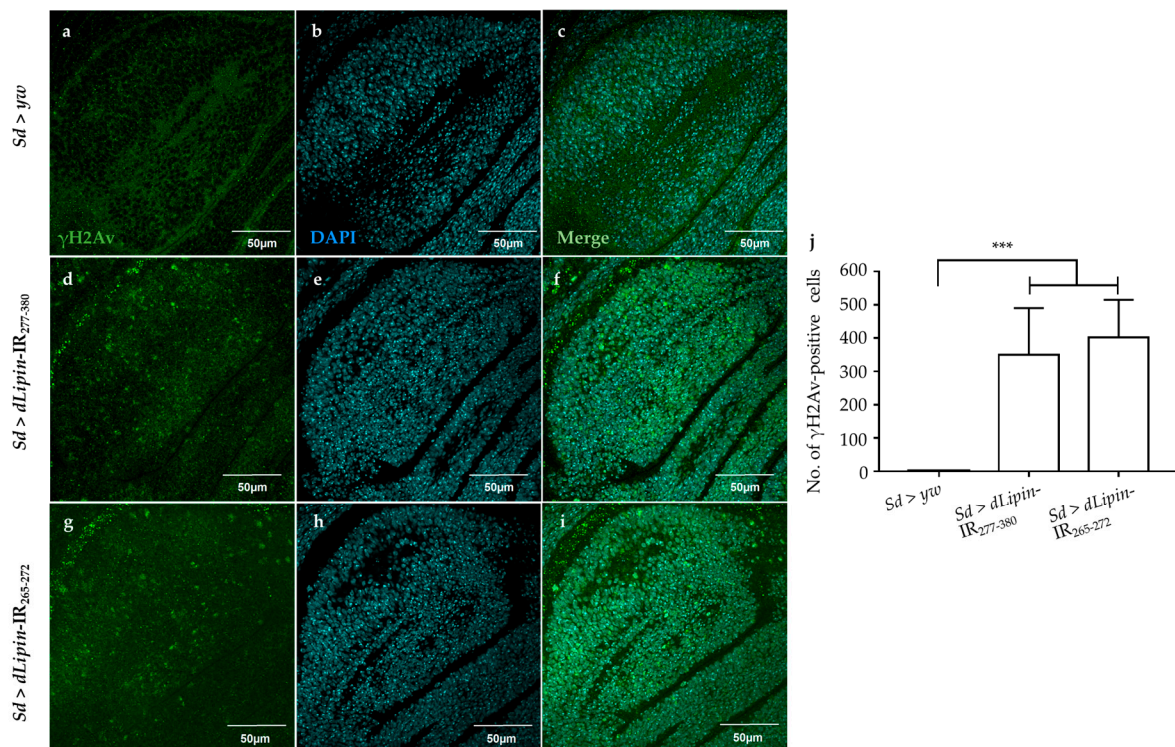 Sd > yw
a
b
c
γH2Av
DAPI
Merge
50μm
50μm
50μm
Sd > dLipin-IR277-380
d
e
f
50μm
50μm
50μm
Sd > dLipin-IR265-272
g
h
i
50μm
50μm
50μm
j
***
No. of γH2Av-positive cells
600
500
400
300
200
100
0
Sd > yw
Sd > dLipin-
IR277-380
Sd > dLipin-
IR265-272